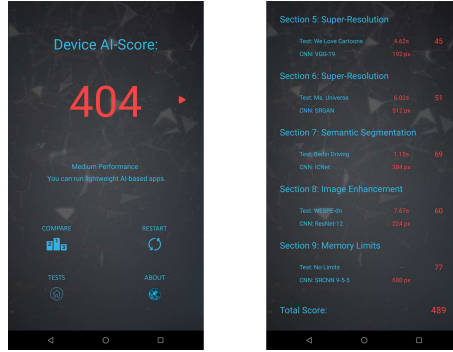 Device AI-Score:
404
Medium Performance
You can run lightweight AI-based apps.
COMPARE
RESTART
TESTS
ABOUT
Section 5: Super-Resolution
Test: We Love Cartoons 4.62s 45
CNN: VGG-19 192 px
Section 6: Super-Resolution
Test: Ms. Universe 6.02s 51
CNN: SRGAN 512 px
Section 7: Semantic Segmentation
Test: Berlin Driving 1.18s 69
CNN: ICNet 384 px
Section 8: Image Enhancement
Test: WESPE-dn 7.67s 60
CNN: ResNet-12 224 px
Section 9: Memory Limits
Test: No Limits - 77
CNN: SRCNN 9-5-5 680 px
Total Score: 489